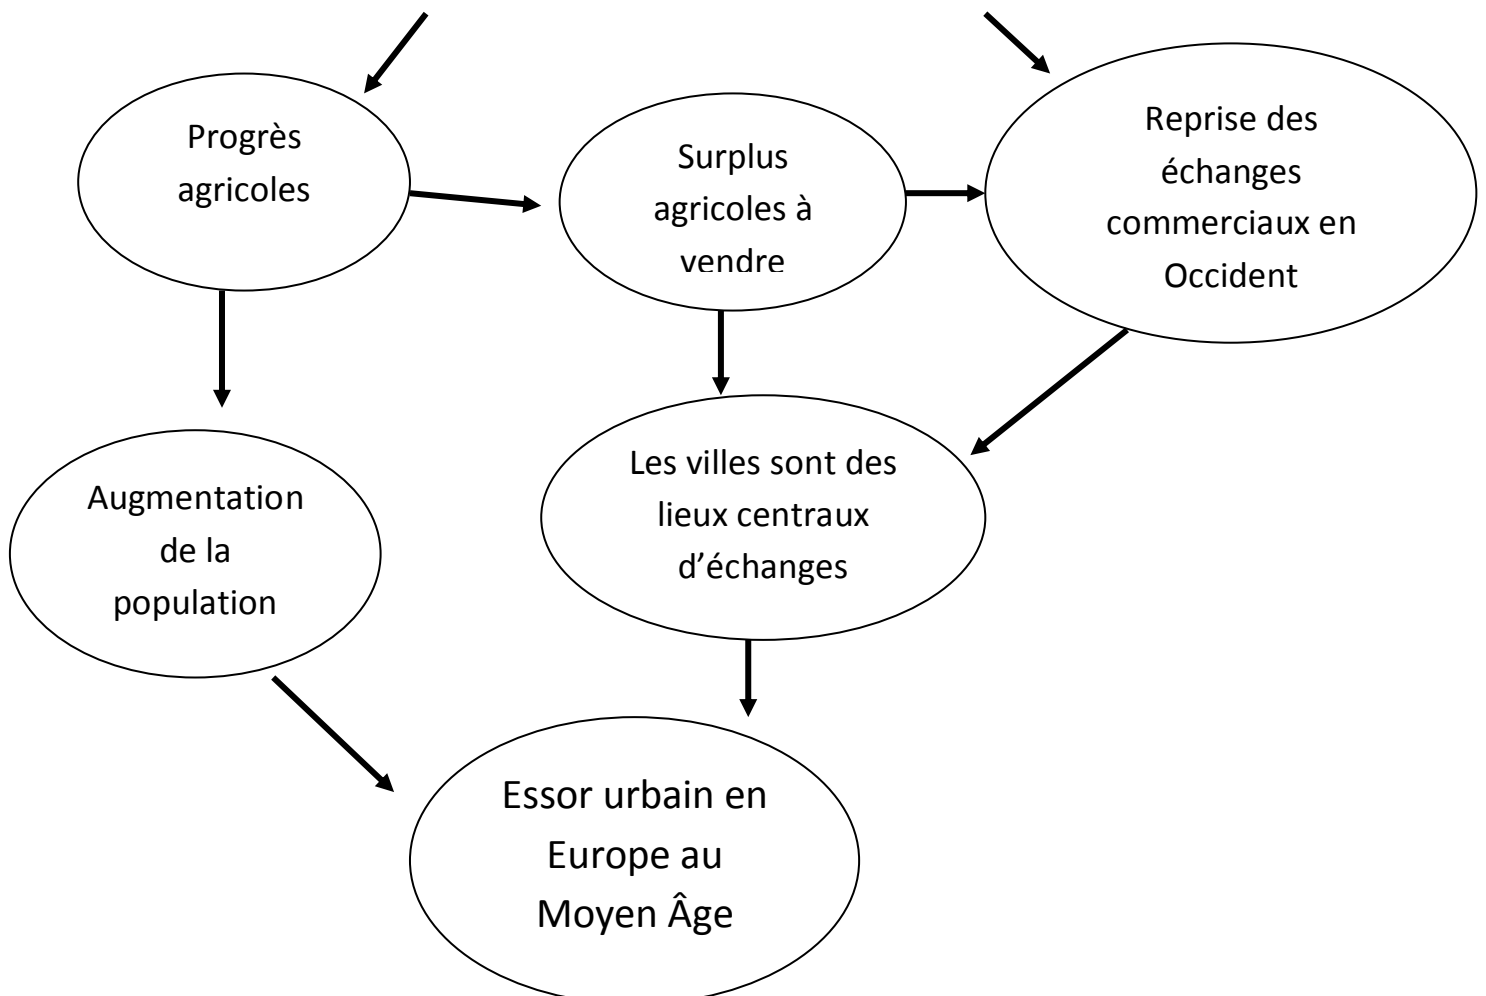 Progrès
agricoles
Surplus
agricoles à
vendre
Reprise des
échanges
commerciaux en
Occident
Augmentation
de la
population
Les villes sont des
lieux centraux
d’échanges
Essor urbain en
Europe au
Moyen Âge